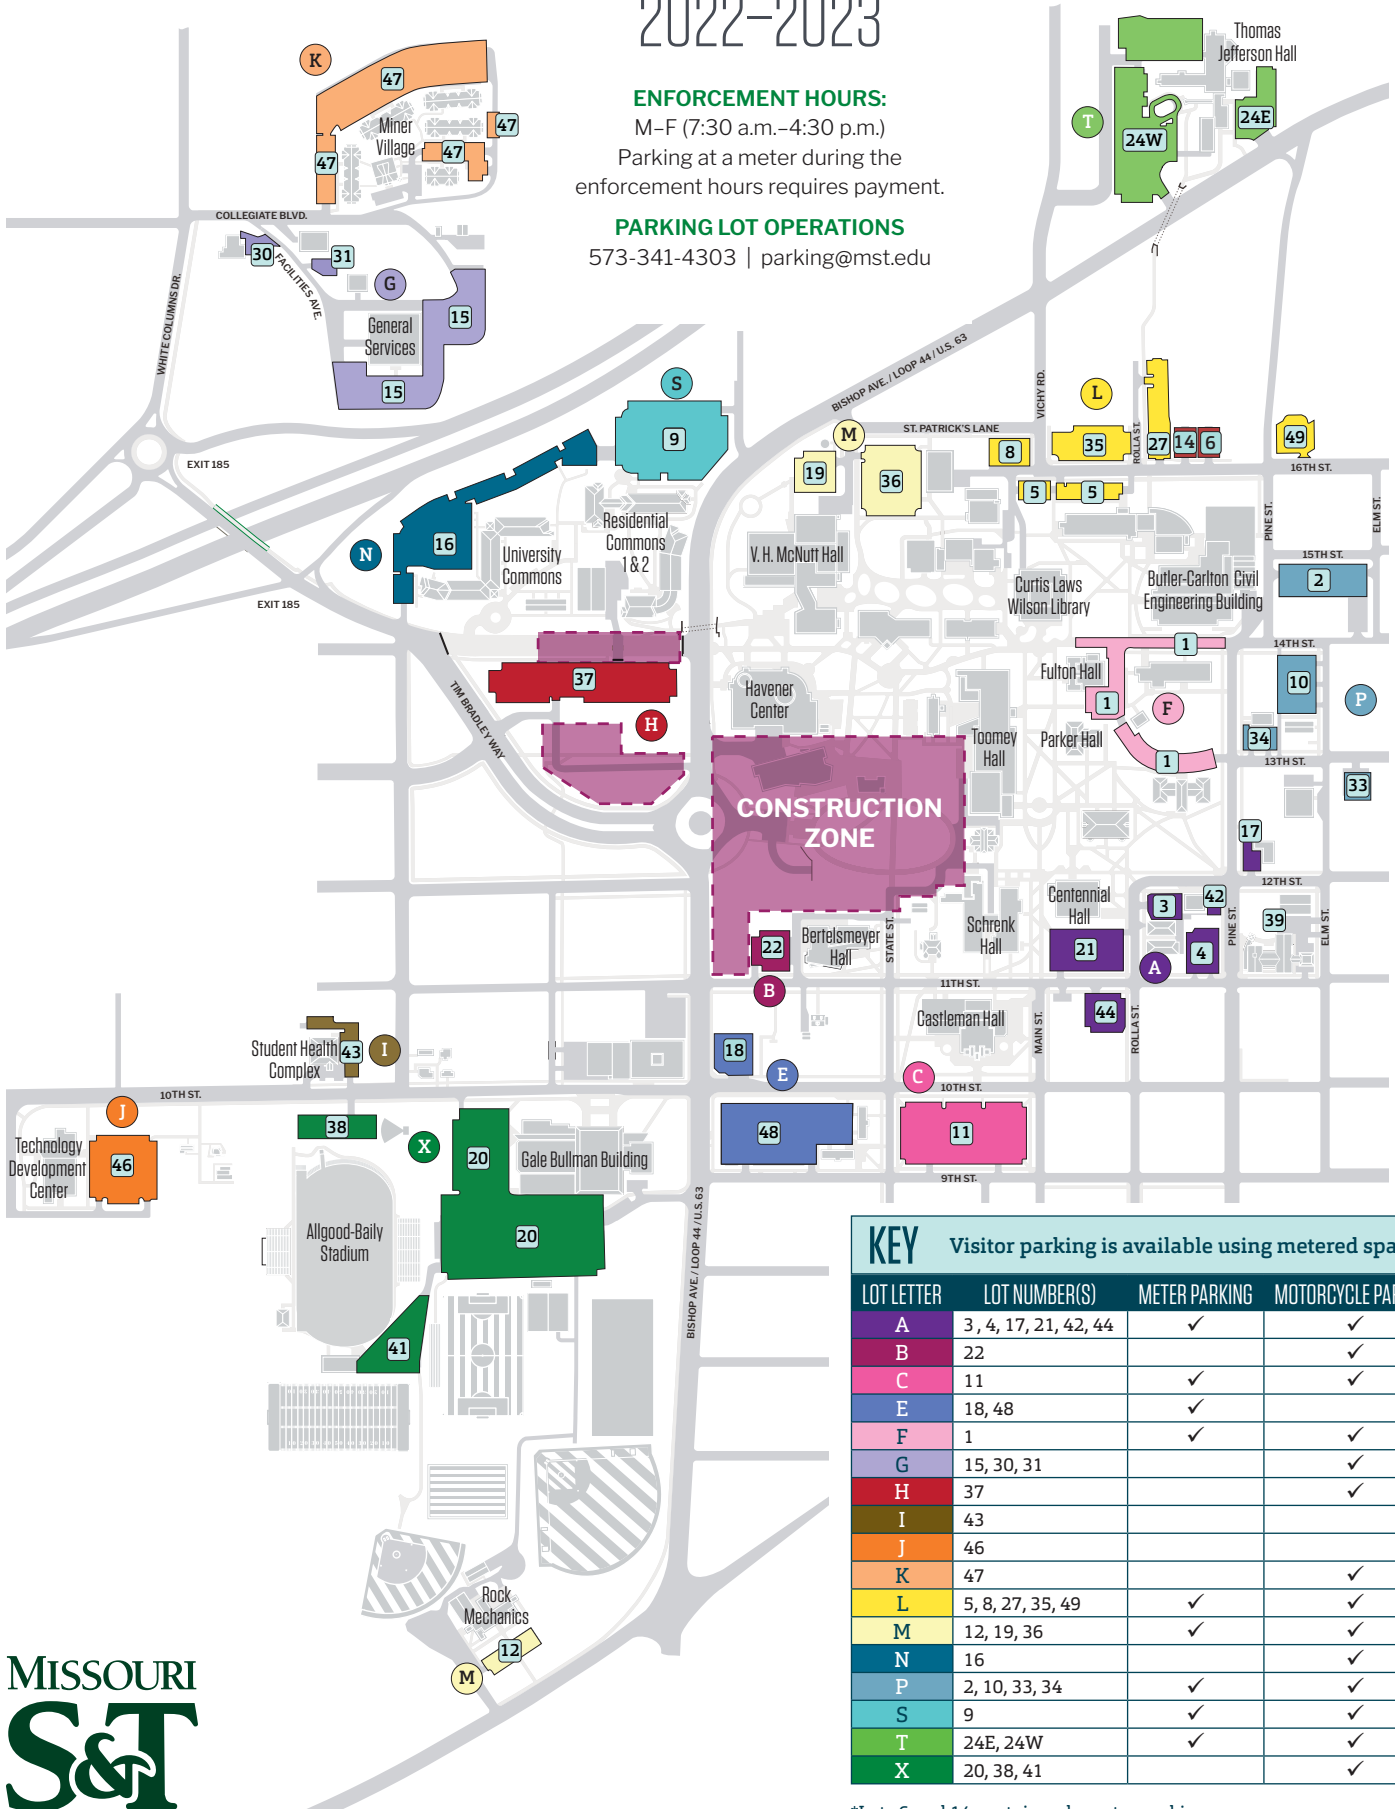 2022–2023
ENFORCEMENT HOURS:
M–F (7:30 a.m.–4:30 p.m.)
Parking at a meter during the
enforcement hours requires payment.
PARKING LOT OPERATIONS
573-341-4303 | parking@mst.edu
K
47
Miner
Village
47
47
47
COLLEGIATE BLVD.
30
FACILITIES AVE.
31
G
General
Services
15
15
WHITE COLUMNS DR.
Thomas
Jefferson Hall
T
24W
24E
BISHOP AVE. / LOOP 44 / U.S. 63
VICHY RD.
ST. PATRICK'S LANE
S
9
M
19
36
8
L
35
ROLLA ST.
27
14
6
49
16TH ST.
5
5
EXIT 185
EXIT 185
N
16
University
Commons
Residential
Commons
1 & 2
V. H. McNutt Hall
Curtis Laws
Wilson Library
Butler-Carlton Civil
Engineering Building
PINE ST.
ELM ST.
15TH ST.
2
14TH ST.
1
Fulton Hall
1
F
10
P
37
H
TIM BRADLEY WAY
Havener
Center
Toomey
Hall
Parker Hall
1
34
13TH ST.
33
CONSTRUCTION
ZONE
17
12TH ST.
Centennial
Hall
3
42
PINE ST.
39
ELM ST.
22
Bertelsmeyer
Hall
STATE ST.
Schrenk
Hall
21
A
4
B
11TH ST.
44
ROLLA ST.
Castleman Hall
MAIN ST.
Student Health
Complex
43
I
18
E
C
10TH ST.
10TH ST.
J
Technology
Development
Center
46
38
X
20
Gale Bullman Building
48
11
9TH ST.
Allgood-Baily
Stadium
20
41
BISHOP AVE. / LOOP 44 / U.S. 63
Rock
Mechanics
12
M
MISSOURI
S&T
KEY Visitor parking is available using metered spa
LOT LETTER LOT NUMBER(S) METER PARKING MOTORCYCLE PA
A 3 , 4, 17, 21, 42, 44 ✓ ✓
B 22 ✓
C 11 ✓ ✓
E 18, 48 ✓
F 1 ✓ ✓
G 15, 30, 31 ✓
H 37 ✓
I 43
J 46
K 47 ✓
L 5, 8, 27, 35, 49 ✓ ✓
M 12, 19, 36 ✓ ✓
N 16 ✓
P 2, 10, 33, 34 ✓ ✓
S 9 ✓ ✓
T 24E, 24W ✓ ✓
X 20, 38, 41 ✓